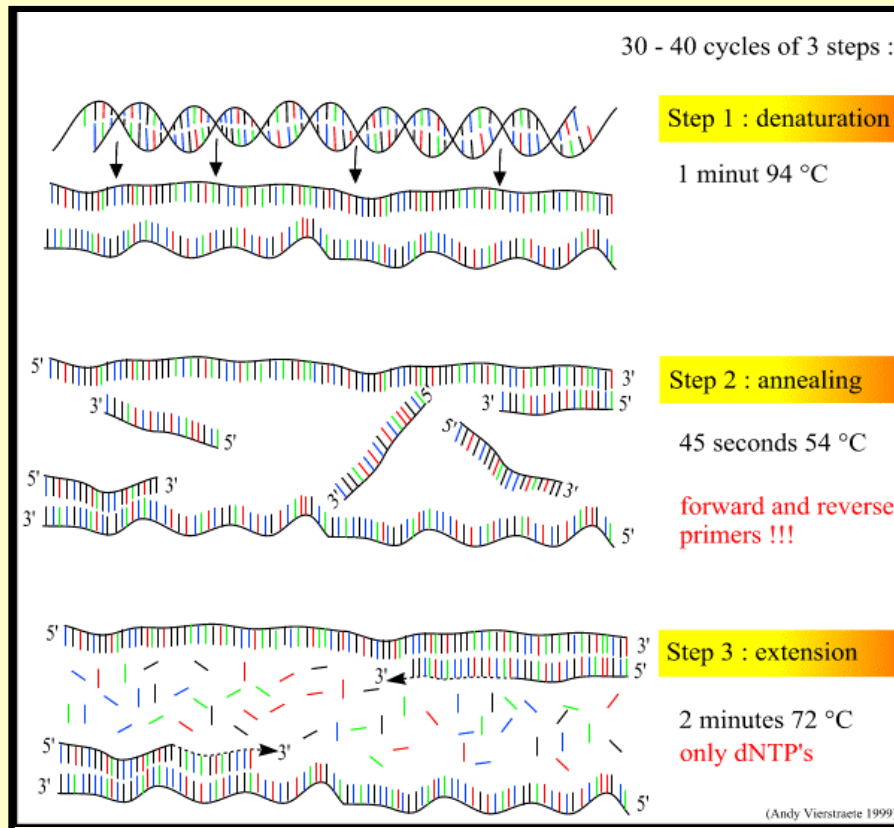 30 - 40 cycles of 3 steps :
Step 1 : denaturation
1 minut 94 °C
5'
3'
Step 2 : annealing
3'
5'
3'
5'
5'
45 seconds 54 °C
5'
3'
3'
5'
3'
3'
forward and reverse
primers !!!
5'
5'
3'
Step 3 : extension
3'
5'
2 minutes 72 °C
5'
3'
only dNTP's
3'
5'
(Andy Vierstraete 1999)